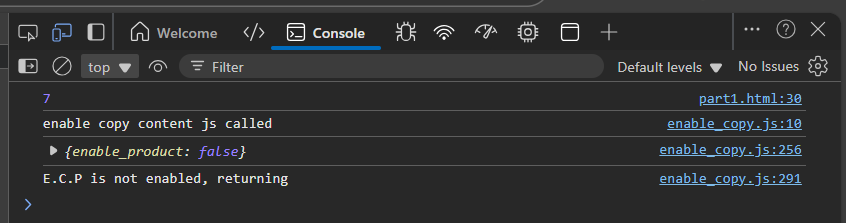 Welcome
Console
top
Filter
Default levels
No Issues
7 part1.html:30
enable copy content js called enable_copy.js:10
{enable_product: false} enable_copy.js:256
E.C.P is not enabled, returning enable_copy.js:291